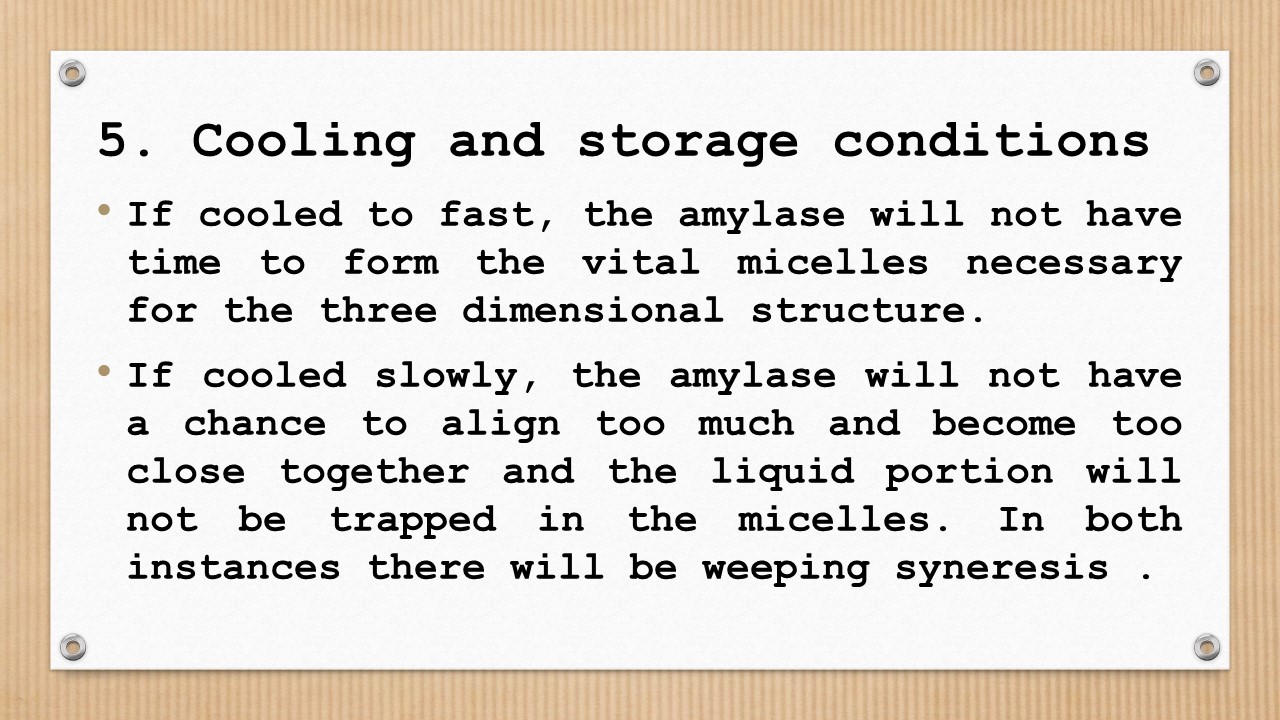 5. Cooling and storage conditions
• If cooled to fast, the amylase will not have
time to form the vital micelles necessary
for the three dimensional structure.
• If cooled slowly, the amylase will not have
a chance to align too much and become too
close together and the liquid portion will
not be trapped in the micelles. In both
instances there will be weeping syneresis .